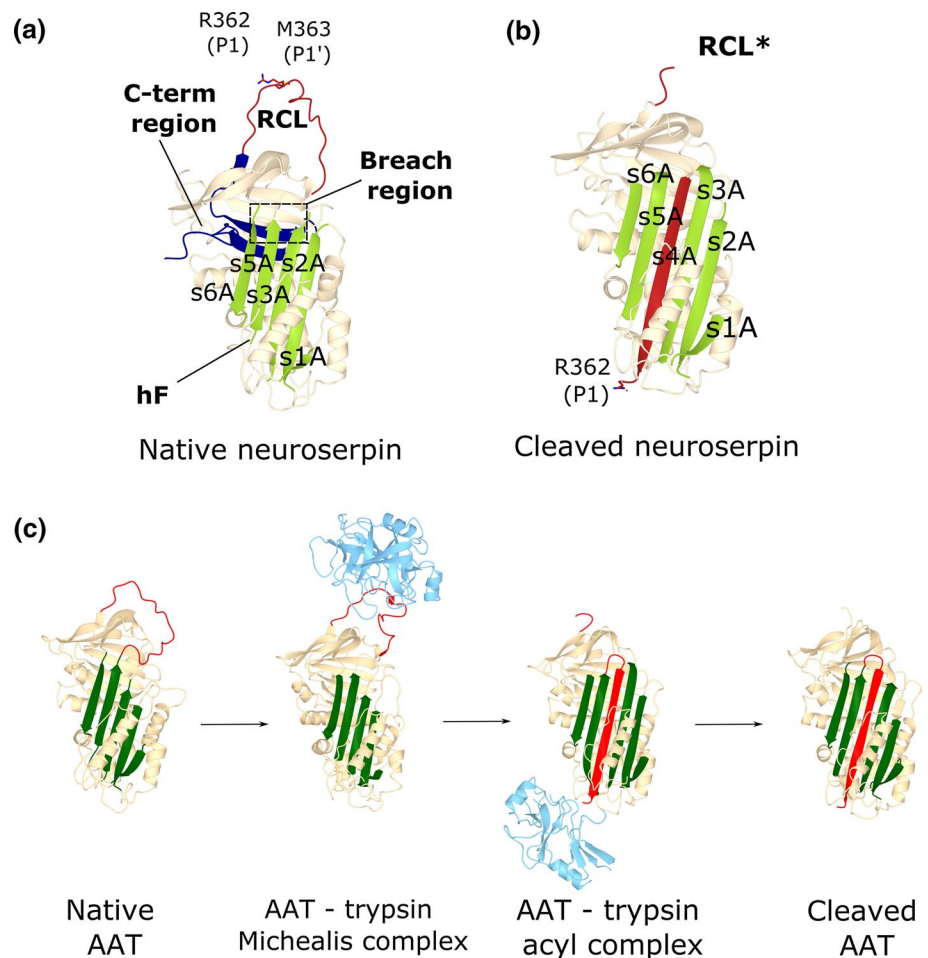 (a)
R362
(P1)
M363
(P1')
C-term
region
RCL
Breach
region
s5A
s2A
s6A
s3A
s1A
hF
Native neuroserpin
(b)
RCL*
s6A
s3A
s5A
s2A
s4A
s1A
R362
(P1)
Cleaved neuroserpin
(c)
Native
AAT
AAT - trypsin
Michealis complex
AAT - trypsin
acyl complex
Cleaved
AAT